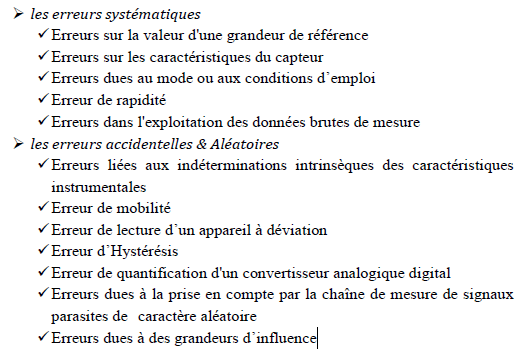 ➢ les erreurs systématiques
✓ Erreurs sur la valeur d'une grandeur de référence
✓ Erreurs sur les caractéristiques du capteur
✓ Erreurs dues au mode ou aux conditions d’emploi
✓ Erreur de rapidité
✓ Erreurs dans l'exploitation des données brutes de mesure
➢ les erreurs accidentelles & Aléatoires
✓ Erreurs liées aux indéterminations intrinsèques des caractéristiques
instrumentales
✓ Erreur de mobilité
✓ Erreur de lecture d’un appareil à déviation
✓ Erreur d’Hystérésis
✓ Erreur de quantification d'un convertisseur analogique digital
✓ Erreurs dues à la prise en compte par la chaîne de mesure de signaux
parasites de caractère aléatoire
✓ Erreurs dues à des grandeurs d’influence